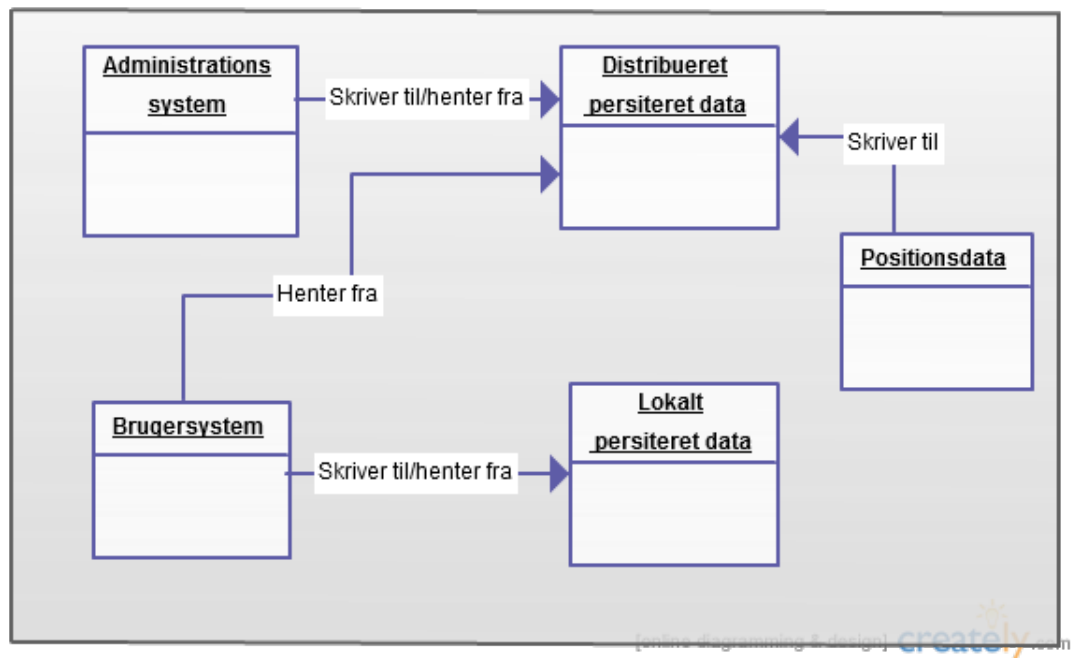 Administrations
system
Skriver til/henter fra
Distribueret
persiteret data
Skriver til
Positionsdata
Henter fra
Brugersystem
Skriver til/henter fra
Lokalt
persiteret data
[online diagramming & design] creately.com